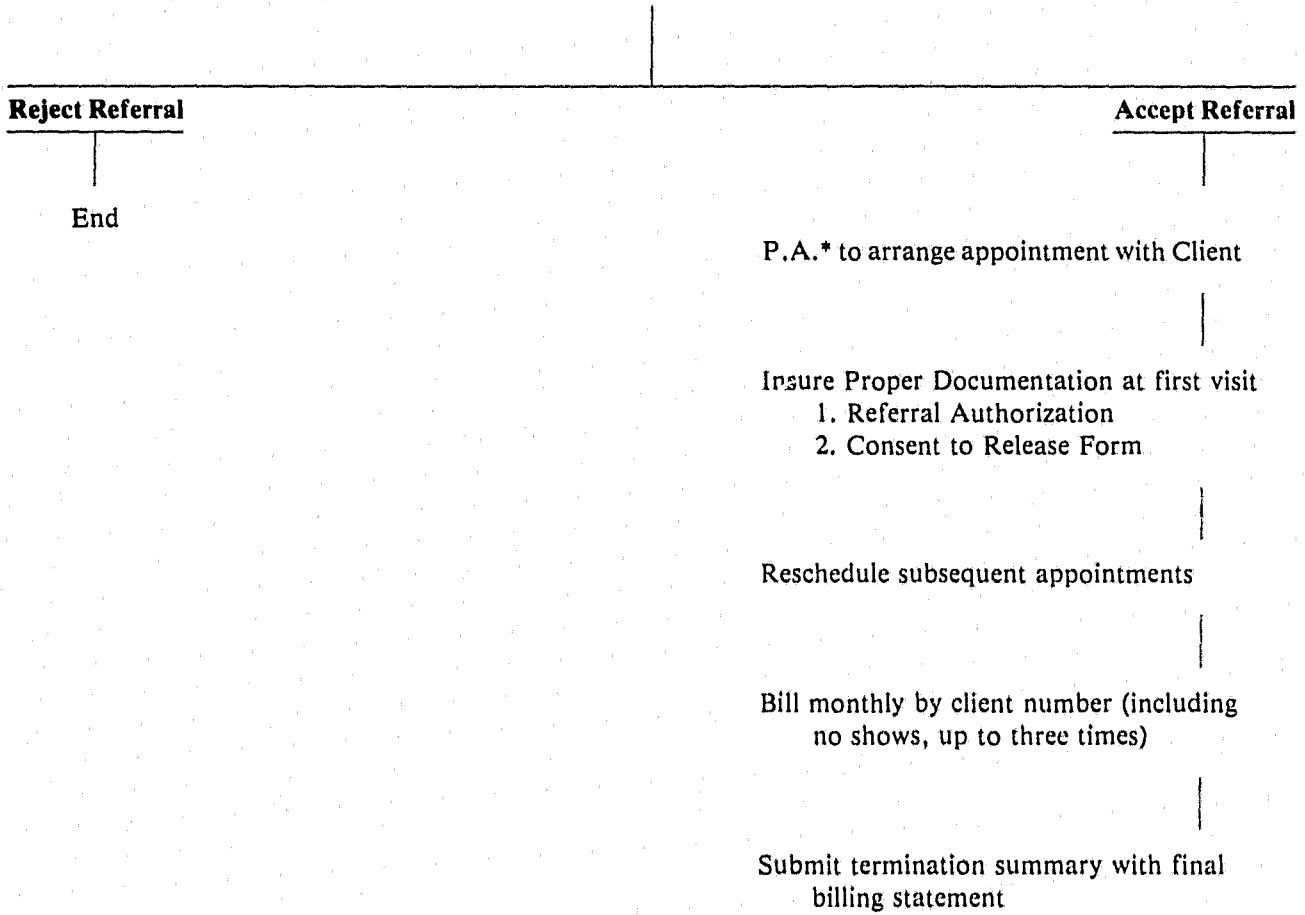 Reject Referral
Accept Referral
End
P.A.* to arrange appointment with Client
Insure Proper Documentation at first visit
1. Referral Authorization
2. Consent to Release Form
Reschedule subsequent appointments
Bill monthly by client number (including
no shows, up to three times)
Submit termination summary with final
billing statement